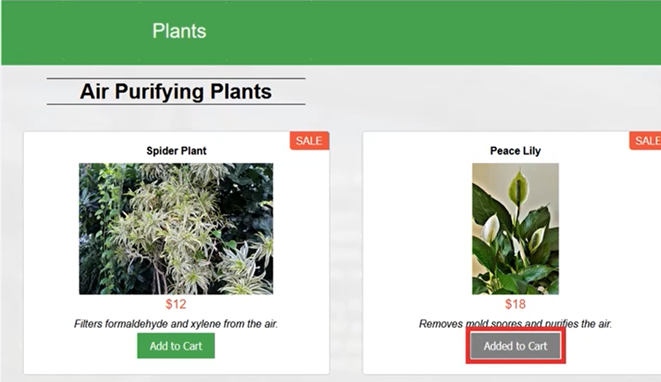 Plants
Air Purifying Plants
SALE
Spider Plant
$12
Filters formaldehyde and xylene from the air.
Add to Cart
SALE
Peace Lily
$18
Removes mold spores and purifies the air.
Added to Cart